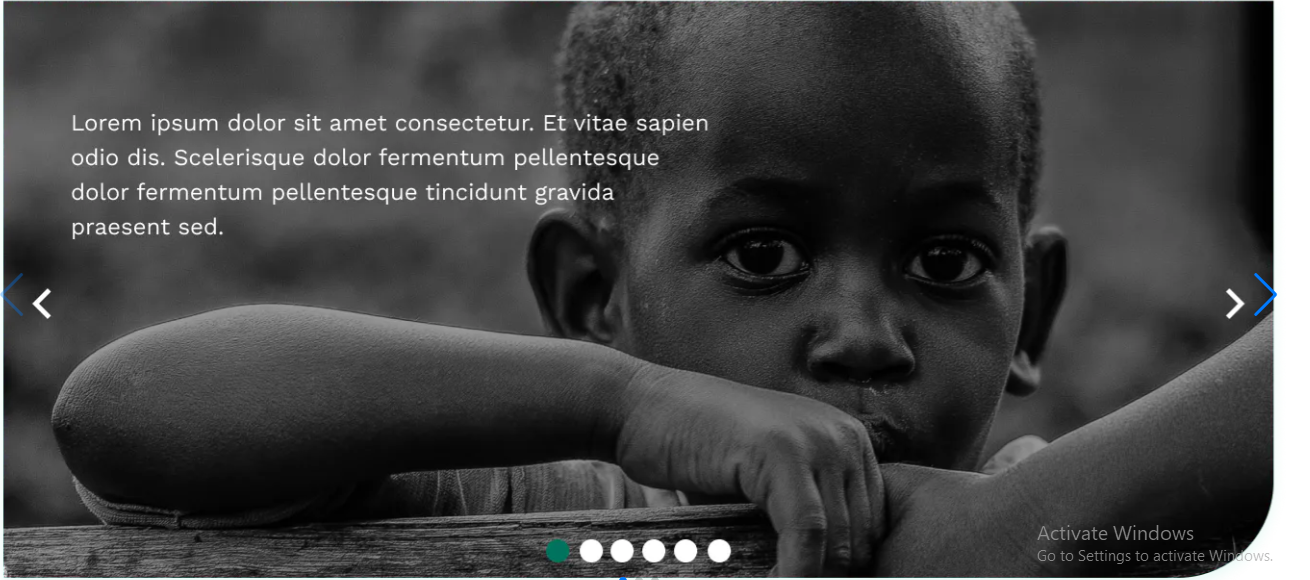 Lorem ipsum dolor sit amet consectetur. Et vitae sapien
odio dis. Scelerisque dolor fermentum pellentesque
dolor fermentum pellentesque tincidunt gravida
praesent sed.
Activate Windows
Go to Settings to activate Windows.